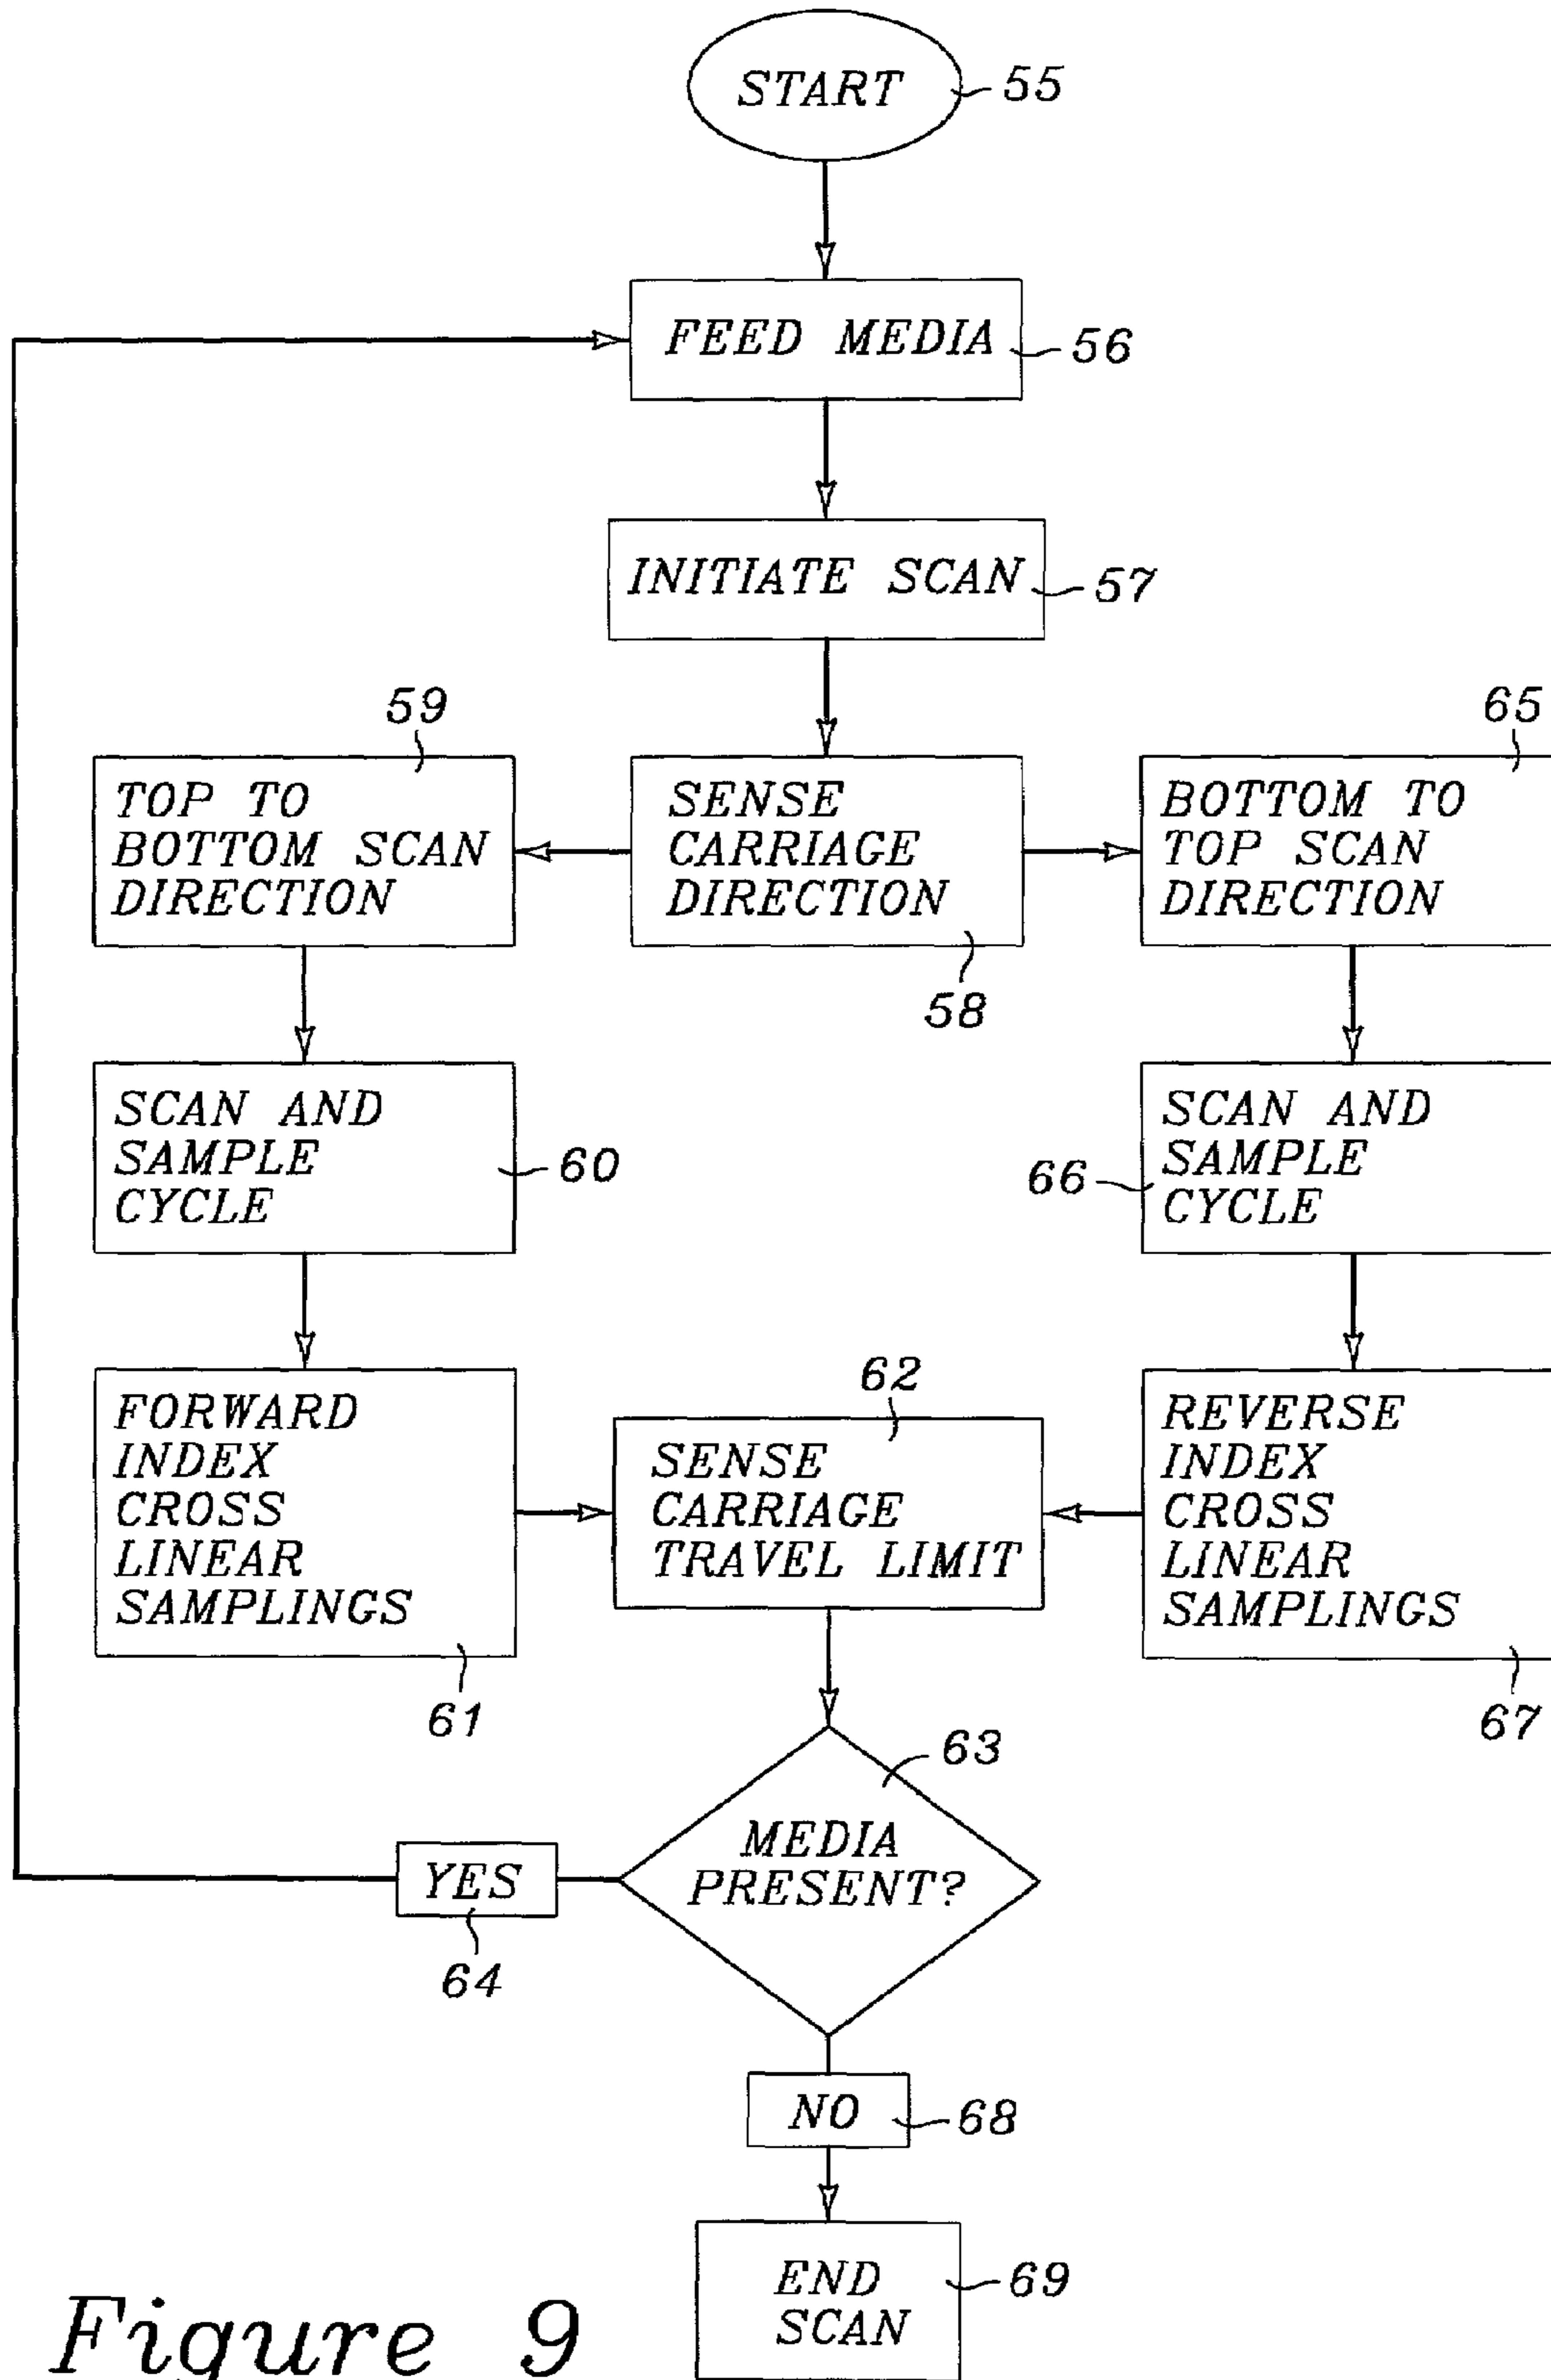 START
55
FEED MEDIA
56
INITIATE SCAN
57
59
TOP TO
BOTTOM SCAN
DIRECTION
SENSE
CARRIAGE
DIRECTION
58
65
BOTTOM TO
TOP SCAN
DIRECTION
SCAN AND
SAMPLE
CYCLE
60
66
SCAN AND
SAMPLE
CYCLE
FORWARD
INDEX
CROSS
LINEAR
SAMPLINGS
61
62
SENSE
CARRIAGE
TRAVEL LIMIT
REVERSE
INDEX
CROSS
LINEAR
SAMPLINGS
67
63
MEDIA
PRESENT?
YES
64
NO
68
END
SCAN
69
Figure 9